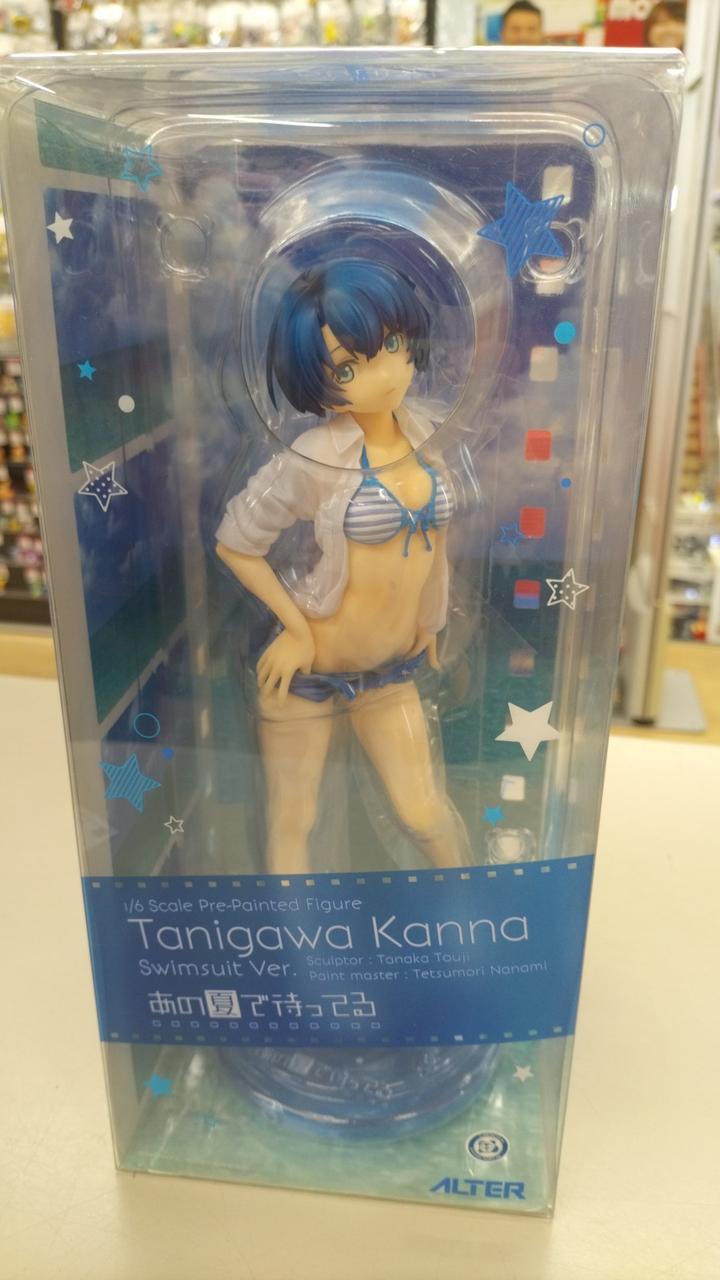 1/6 Scale Pre-Painted Figure
Tanigawa Kanna
Swimsuit Ver.
Sculptor : Tanaka Touji
Paint master : Tetsumori Nanami
あの夏で待ってる
ALTER